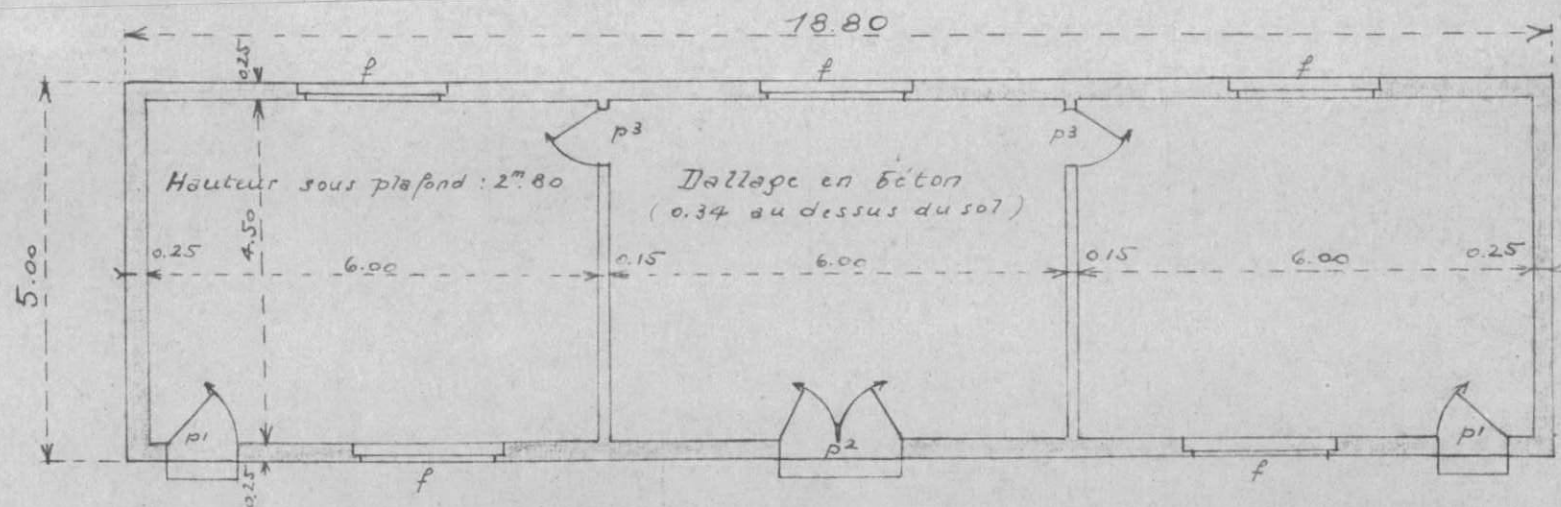 18.80
0.25
f
f
f
p3
p3
Hauteur sous plafond : 2m.80
Dallage en béton
(0.34 au dessus du sol)
5.00
4.50
0.25
6.00
0.15
6.00
0.15
6.00
0.25
p1
p2
p1
0.25
f
f